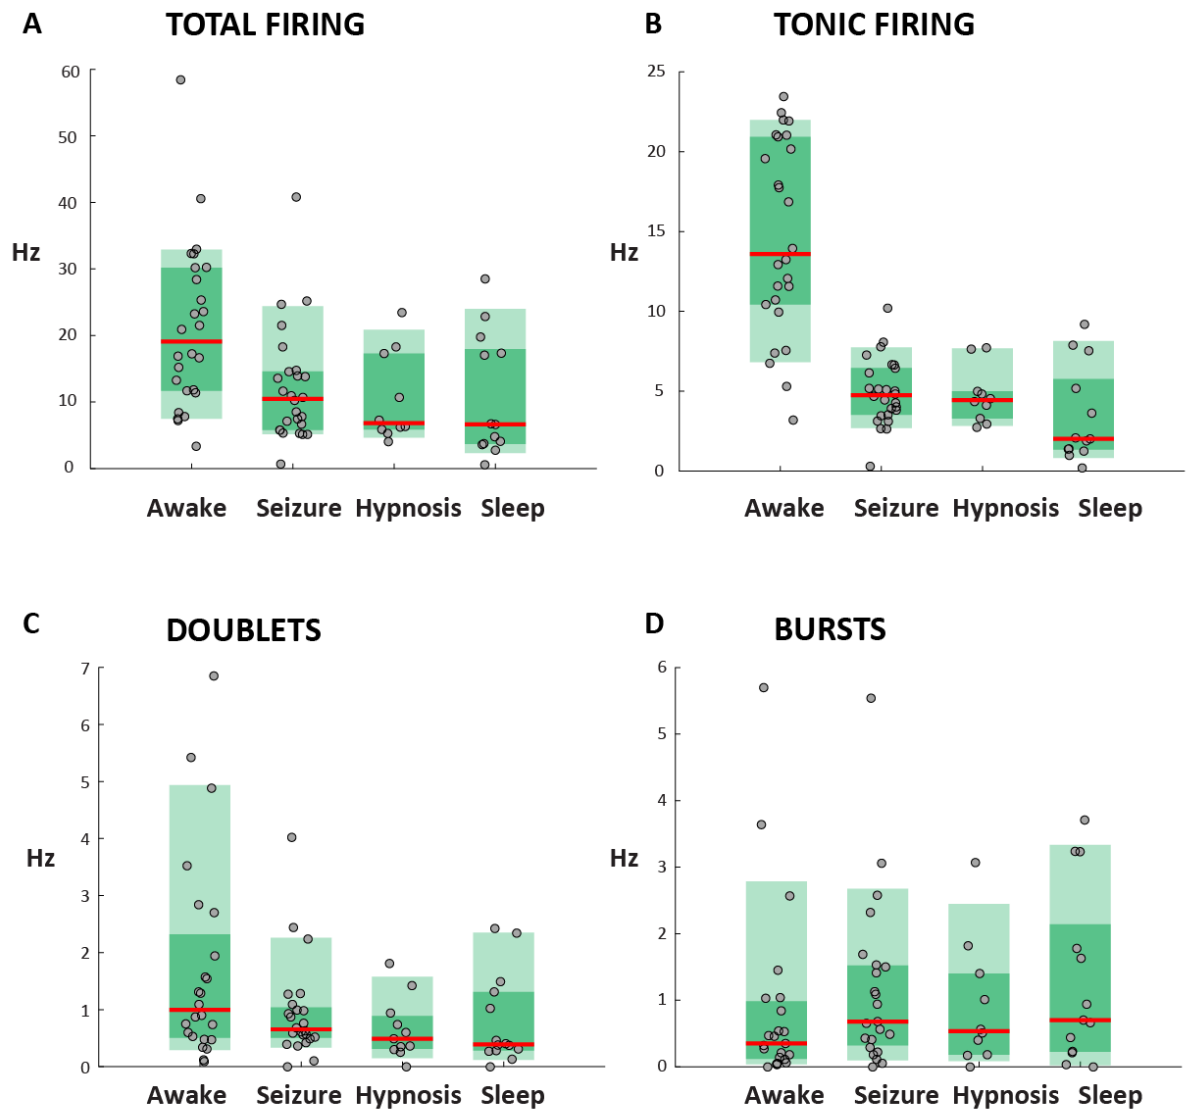 A TOTAL FIRING
60
50
40
Hz
30
20
10
0
Awake Seizure Hypnosis Sleep
B TONIC FIRING
25
20
Hz
15
10
5
0
Awake Seizure Hypnosis Sleep
C DOUBLETS
7
6
5
4
Hz
3
2
1
0
Awake Seizure Hypnosis Sleep
D BURSTS
6
5
4
Hz
3
2
1
0
Awake Seizure Hypnosis Sleep